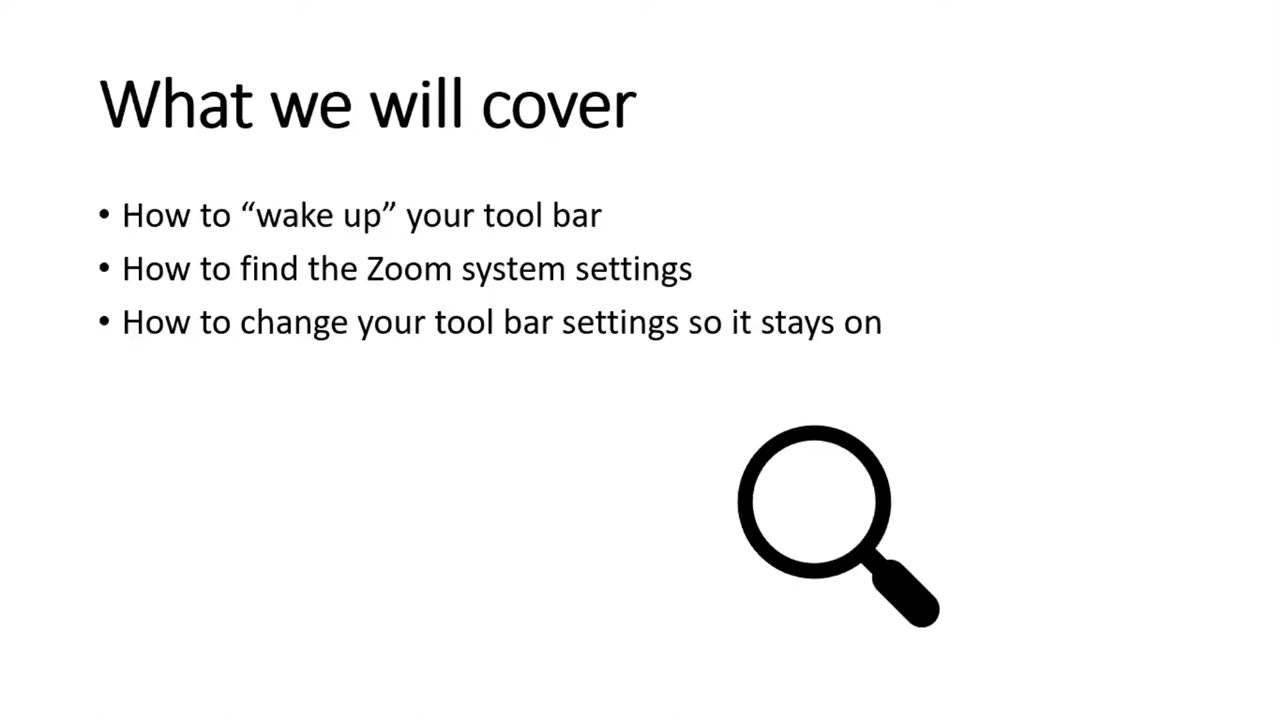 What we will cover
• How to “wake up” your tool bar
• How to find the Zoom system settings
• How to change your tool bar settings so it stays on